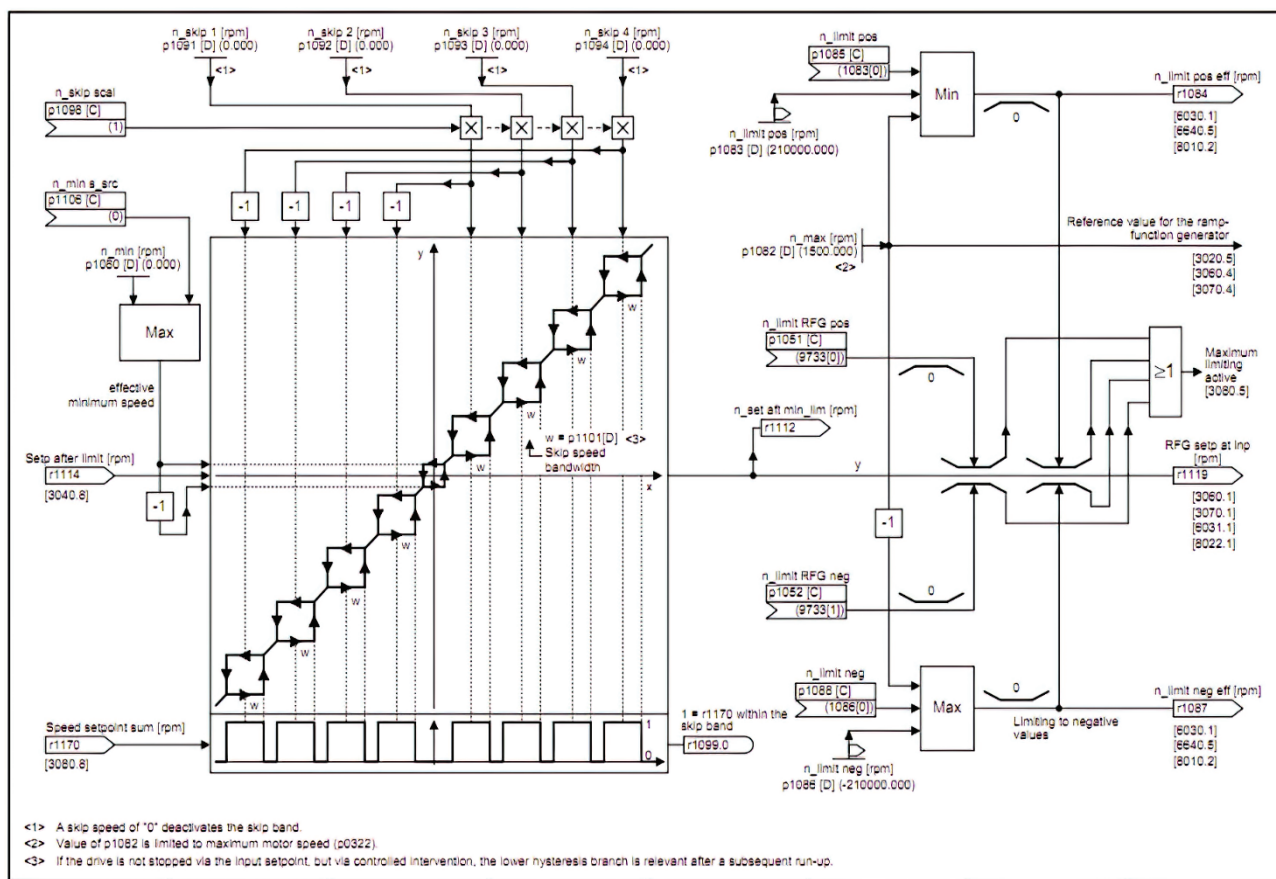 n_skip 1 [rpm]
p1091 [D] (0.000)
<1>
n_skip 2 [rpm]
p1092 [D] (0.000)
<1>
n_skip 3 [rpm]
p1093 [D] (0.000)
<1>
n_skip 4 [rpm]
p1094 [D] (0.000)
<1>
n_skip scal
p1098 [C]
(1)
n_min s_src
p1106 [C]
(0)
n_min [rpm]
p1080 [D] (0.000)
Max
effective
minimum speed
Setp after limit [rpm]
r1114
[3040.8]
-1
-1
-1
-1
-1
y
w
w
w
w
w
w
w
w
w = p1101[D] <3>
Skip speed
bandwidth
x
Speed setpoint sum [rpm]
r1170
[3080.8]
1
0
1 = r1170 within the
skip band
r1099.0
n_limit pos
p1085 [C]
(1083[0])
n_limit pos [rpm]
p1083 [D] (210000.000)
Min
0
n_limit pos eff [rpm]
r1084
[6030.1]
[6640.5]
[8010.2]
n_max [rpm]
p1082 [D] (1500.000)
<2>
Reference value for the ramp-
function generator
[3020.5]
[3060.4]
[3070.4]
n_limit RFG pos
p1051 [C]
(9733[0])
0
≥1
Maximum
limiting
active
[3080.5]
n_set aft min_lim [rpm]
r1112
y
RFG setp at inp
[rpm]
r1119
[3060.1]
[3070.1]
[6031.1]
[8022.1]
-1
n_limit RFG neg
p1052 [C]
(9733[1])
0
n_limit neg
p1088 [C]
(1086[0])
n_limit neg [rpm]
p1086 [D] (-210000.000)
Max
0
Limiting to negative
values
n_limit neg eff [rpm]
r1087
[6030.1]
[6640.5]
[8010.2]
<1> A skip speed of "0" deactivates the skip band.
<2> Value of p1082 is limited to maximum motor speed (p0322).
<3> If the drive is not stopped via the input setpoint, but via controlled intervention, the lower hysteresis branch is relevant after a subsequent run-up.